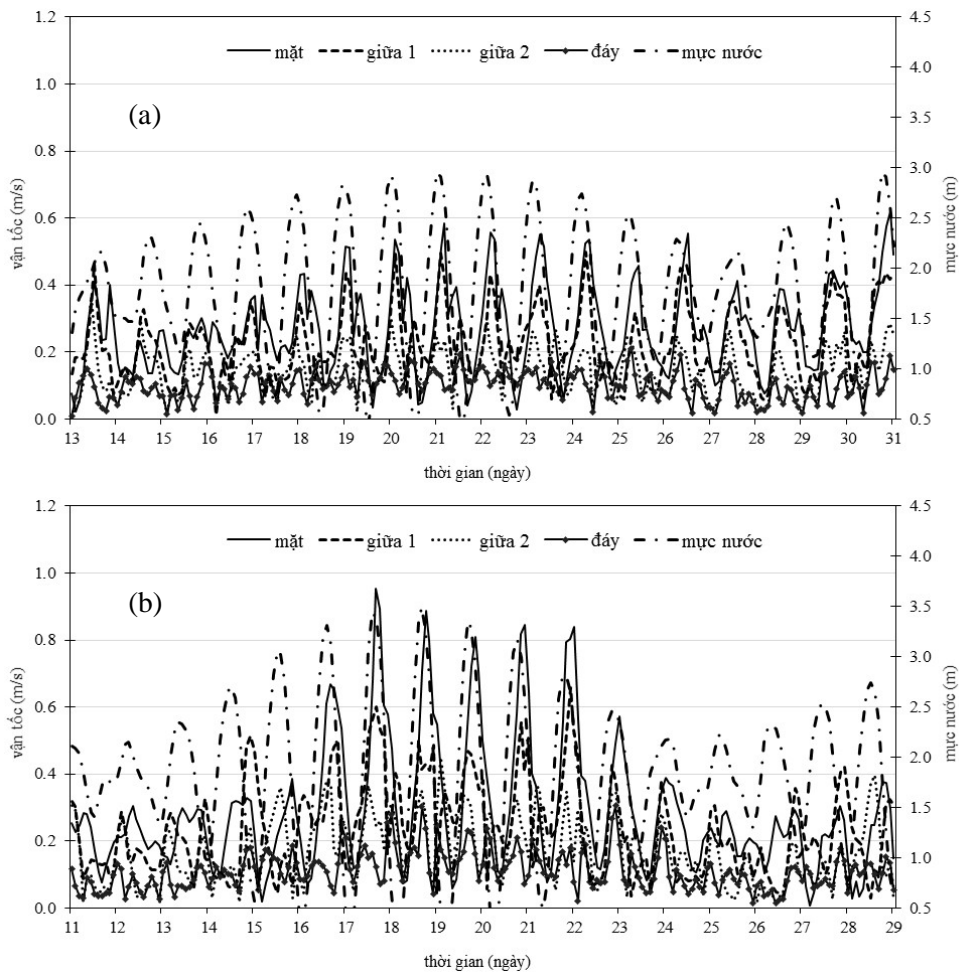 1.2
1.0
0.8
0.6
0.4
0.2
0.0
4.5
4.0
3.5
3.0
2.5
2.0
1.5
1.0
0.5
mặt giữa 1 giữa 2 đáy mực nước
(a)
vận tốc (m/s)
mực nước (m)
13 14 15 16 17 18 19 20 21 22 23 24 25 26 27 28 29 30 31
thời gian (ngày)
1.2
1.0
0.8
0.6
0.4
0.2
0.0
4.5
4.0
3.5
3.0
2.5
2.0
1.5
1.0
0.5
mặt giữa 1 giữa 2 đáy mực nước
(b)
vận tốc (m/s)
mực nước (m)
11 12 13 14 15 16 17 18 19 20 21 22 23 24 25 26 27 28 29
thời gian (ngày)